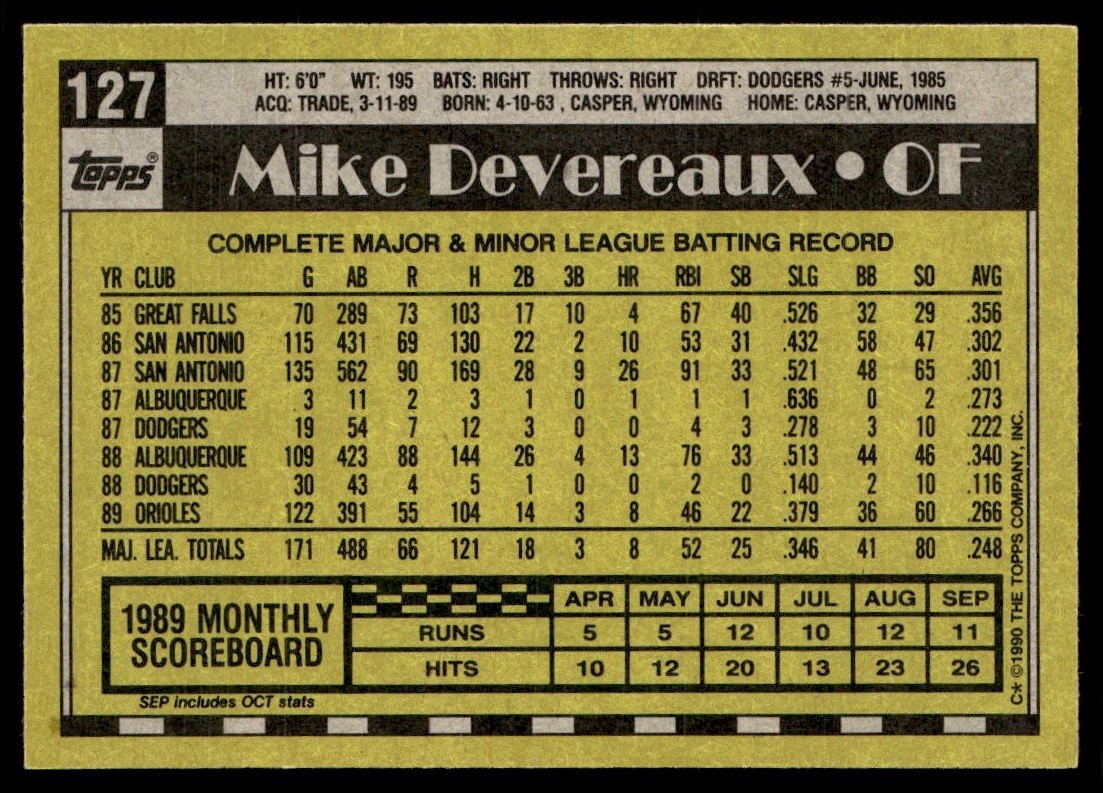 127
HT: 6'0" WT: 195 BATS: RIGHT THROWS: RIGHT DRFT: DODGERS #5-JUNE, 1985
ACQ: TRADE, 3-11-89 BORN: 4-10-63 , CASPER, WYOMING HOME: CASPER, WYOMING
topps®
Mike Devereaux • OF
COMPLETE MAJOR & MINOR LEAGUE BATTING RECORD
YR CLUB G AB R H 2B 3B HR RBI SB SLG BB SO AVG
85 GREAT FALLS 70 289 73 103 17 10 4 67 40 .526 32 29 .356
86 SAN ANTONIO 115 431 69 130 22 2 10 53 31 .432 58 47 .302
87 SAN ANTONIO 135 562 90 169 28 9 26 91 33 .521 48 65 .301
87 ALBUQUERQUE 3 11 2 3 1 0 1 1 1 .636 0 2 .273
87 DODGERS 19 54 7 12 3 0 0 4 3 .278 3 10 .222
88 ALBUQUERQUE 109 423 88 144 26 4 13 76 33 .513 44 46 .340
88 DODGERS 30 43 4 5 1 0 0 2 0 .140 2 10 .116
89 ORIOLES 122 391 55 104 14 3 8 46 22 .379 36 60 .266
MAJ. LEA. TOTALS 171 488 66 121 18 3 8 52 25 .346 41 80 .248
1989 MONTHLY SCOREBOARD
APR MAY JUN JUL AUG SEP
RUNS 5 5 12 10 12 11
HITS 10 12 20 13 23 26
SEP includes OCT stats
C* ©1990 THE TOPPS COMPANY, INC.